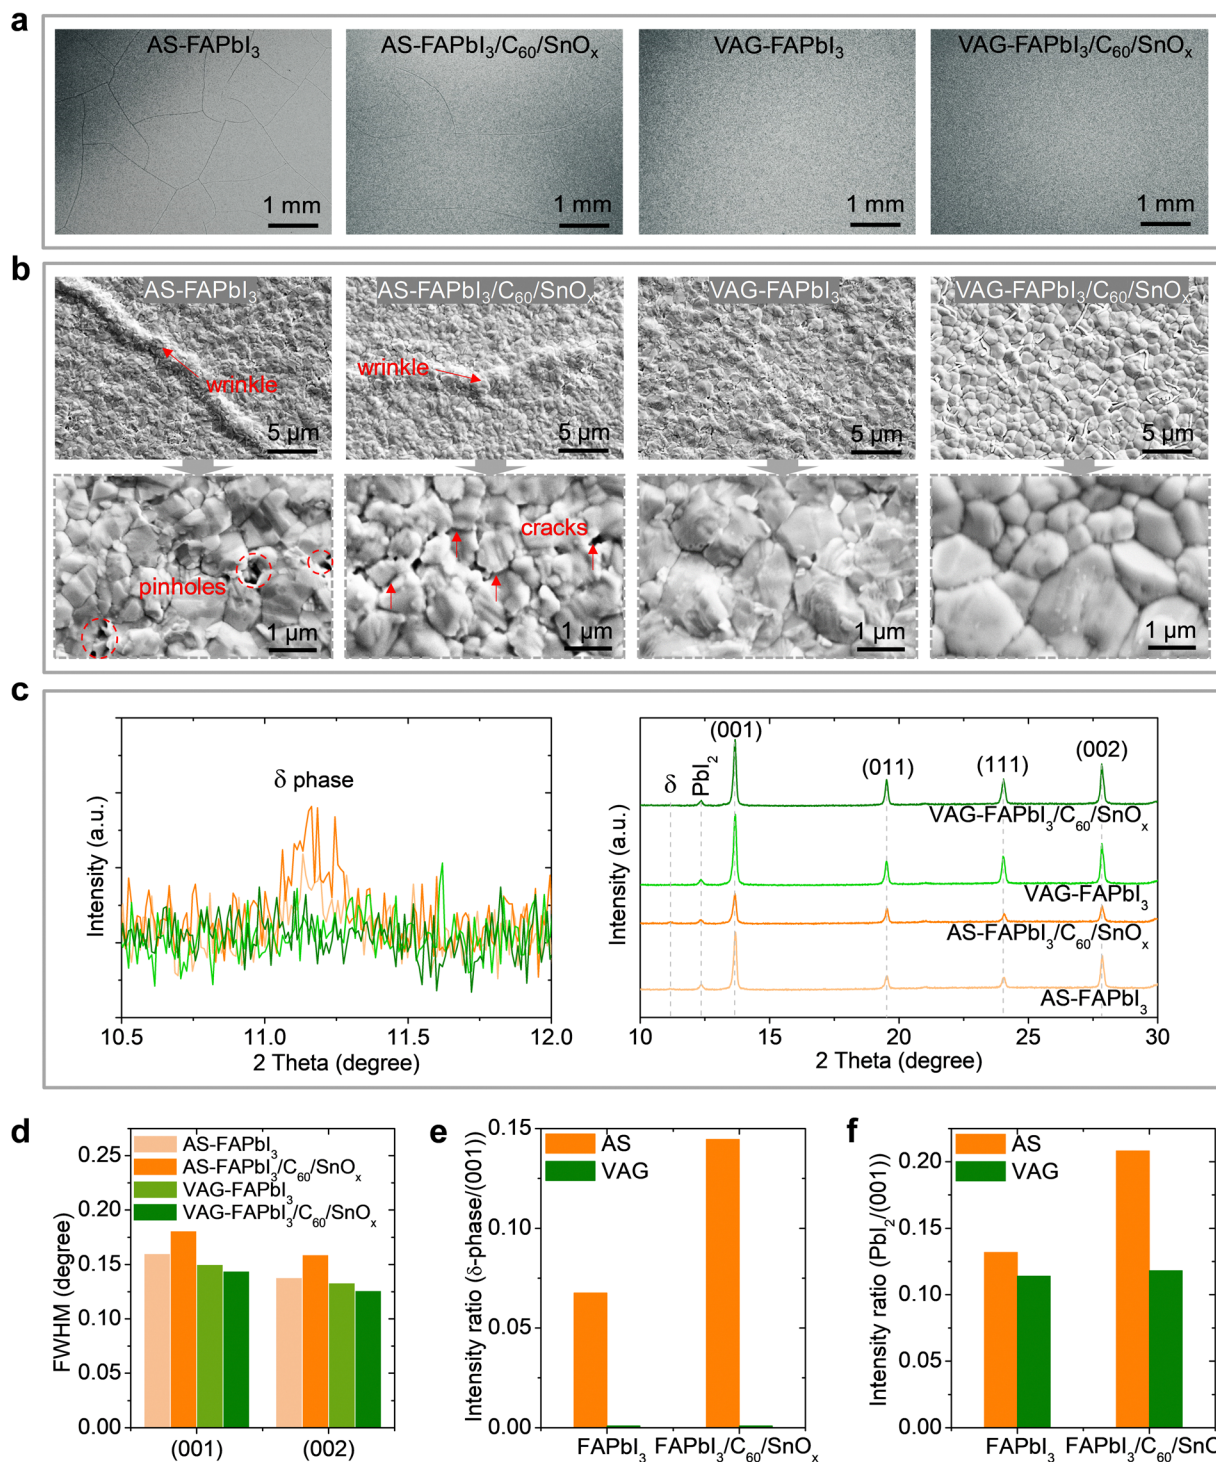 a
AS-FAPbI₃
AS-FAPbI₃/C₆₀/SnOₓ
VAG-FAPbI₃
VAG-FAPbI₃/C₆₀/SnOₓ
1 mm
1 mm
1 mm
1 mm
b
AS-FAPbI₃
AS-FAPbI₃/C₆₀/SnOₓ
VAG-FAPbI₃
VAG-FAPbI₃/C₆₀/SnOₓ
wrinkle
wrinkle
5 μm
5 μm
5 μm
5 μm
pinholes
cracks
1 μm
1 μm
1 μm
1 μm
c
δ phase
Intensity (a.u.)
10.5
11.0
11.5
12.0
2 Theta (degree)
δ
PbI₂
(001)
(011)
(111)
(002)
VAG-FAPbI₃/C₆₀/SnOₓ
VAG-FAPbI₃
AS-FAPbI₃/C₆₀/SnOₓ
AS-FAPbI₃
Intensity (a.u.)
10
15
20
25
30
2 Theta (degree)
d
AS-FAPbI₃
AS-FAPbI₃/C₆₀/SnOₓ
VAG-FAPbI₃
VAG-FAPbI₃/C₆₀/SnOₓ
FWHM (degree)
0.25
0.20
0.15
0.10
0.05
0.00
(001)
(002)
e
AS
VAG
Intensity ratio (δ-phase/(001))
0.15
0.10
0.05
0.00
FAPbI₃
FAPbI₃/C₆₀/SnOₓ
f
AS
VAG
Intensity ratio (PbI₂/(001))
0.20
0.15
0.10
0.05
0.00
FAPbI₃
FAPbI₃/C₆₀/SnO